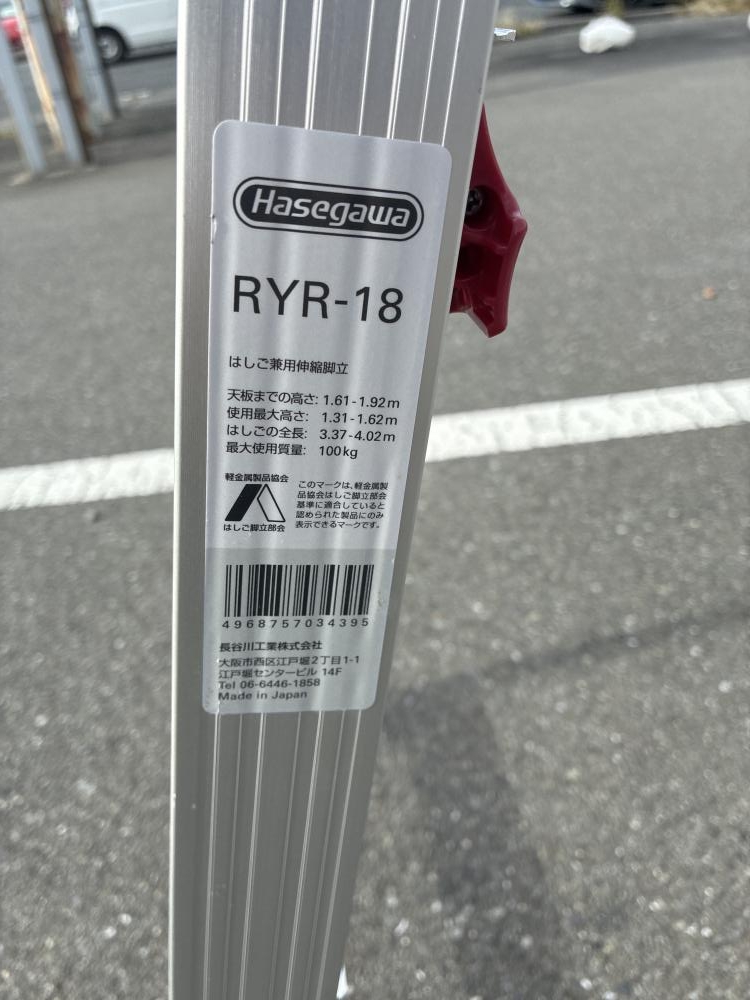 Hasegawa
RYR-18
はしご兼用伸縮脚立
天板までの高さ: 1.61-1.92m
使用最大高さ: 1.31-1.62m
はしごの全長: 3.37-4.02m
最大使用質量: 100kg
軽金属製品協会
はしご脚立部会
このマークは、軽金属製
品協会はしご脚立部会
基準に適合していると
認められた製品にのみ
表示できるマークです。
4968757034395
長谷川工業株式会社
大阪市西区江戸堀2丁目1-1
江戸堀センタービル 14F
Tel 06-6446-1858
Made in Japan